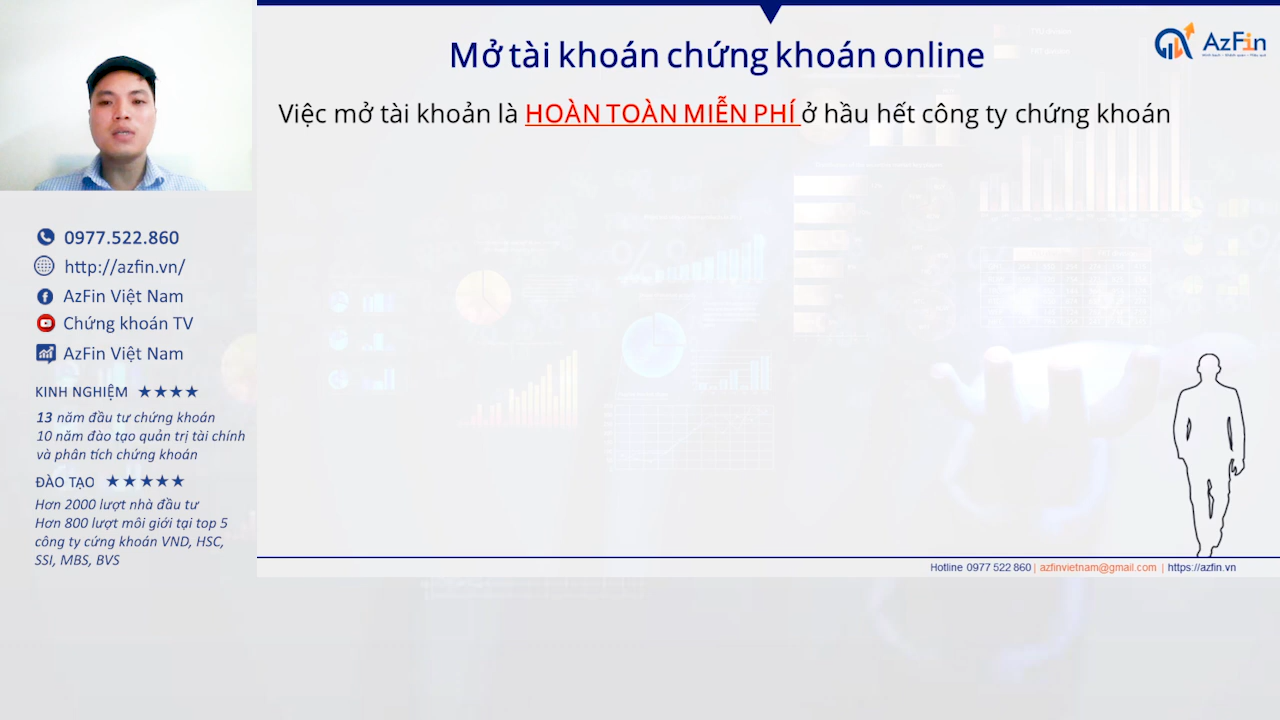 Mở tài khoán chứng khoán online
AzFin
Việc mở tài khoản là HOÀN TOÀN MIỄN PHÍ ở hầu hết công ty chứng khoán
0977.522.860
http://azfin.vn/
AzFin Việt Nam
Chứng khoán TV
AzFin Việt Nam
KINH NGHIỆM ★★★★
13 năm đầu tư chứng khoán
10 năm đào tạo quản trị tài chính
và phân tích chứng khoán
ĐÀO TẠO ★★★★★
Hơn 2000 lượt nhà đầu tư
Hơn 800 lượt môi giới tại top 5
công ty cứng khoán VND, HSC,
SSI, MBS, BVS
Hotline 0977 522 860 | azfinvietnam@gmail.com | https://azfin.vn